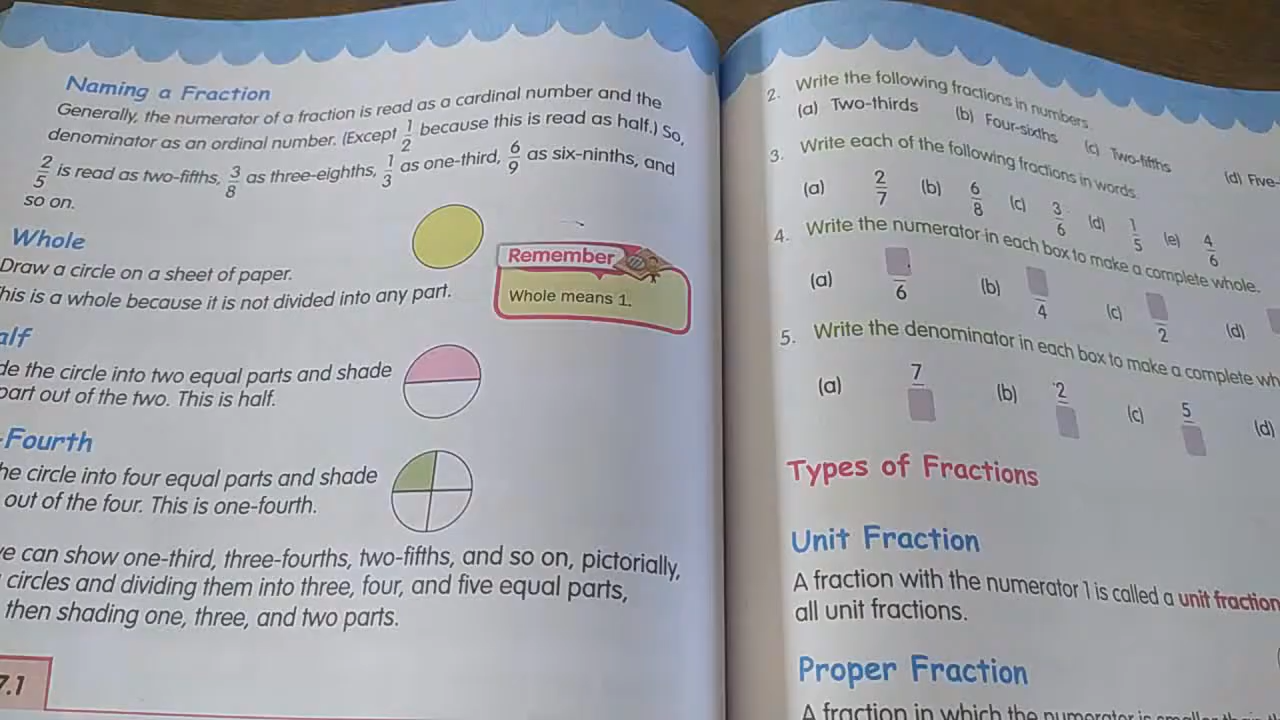 Naming a Fraction
Generally, the numerator of a fraction is read as a cardinal number and the
denominator as an ordinal number. (Except 1/2 because this is read as half.) So,
2/5 is read as two-fifths, 3/8 as three-eighths, 1/3 as one-third, 6/9 as six-ninths, and
so on.
Whole
Draw a circle on a sheet of paper.
his is a whole because it is not divided into any part.
Remember
Whole means 1.
alf
de the circle into two equal parts and shade
part out of the two. This is half.
-Fourth
he circle into four equal parts and shade
out of the four. This is one-fourth.
e can show one-third, three-fourths, two-fifths, and so on, pictorially,
circles and dividing them into three, four, and five equal parts,
then shading one, three, and two parts.
7.1
2. Write the following fractions in numbers.
(a) Two-thirds (b) Four-sixths (c) Two-fifths (d) Five-
3. Write each of the following fractions in words.
(a) 2/7 (b) 6/8 (c) 3/6 (d) 1/5 (e) 4/6
4. Write the numerator in each box to make a complete whole.
(a) /6 (b) /4 (c) /2 (d)
5. Write the denominator in each box to make a complete wh
(a) 7/ (b) 2/ (c) 5/ (d)
Types of Fractions
Unit Fraction
A fraction with the numerator 1 is called a unit fraction
all unit fractions.
Proper Fraction
A fraction in which the numerator is smaller than